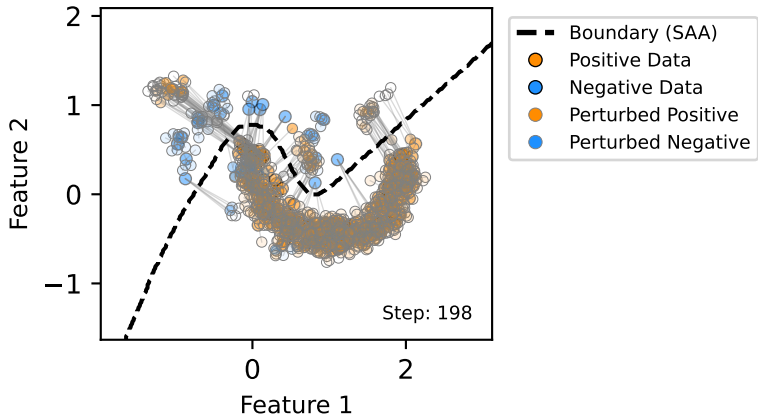 2
1
0
−1
Feature 2
0
2
Feature 1
Step: 198
Boundary (SAA)
Positive Data
Negative Data
Perturbed Positive
Perturbed Negative